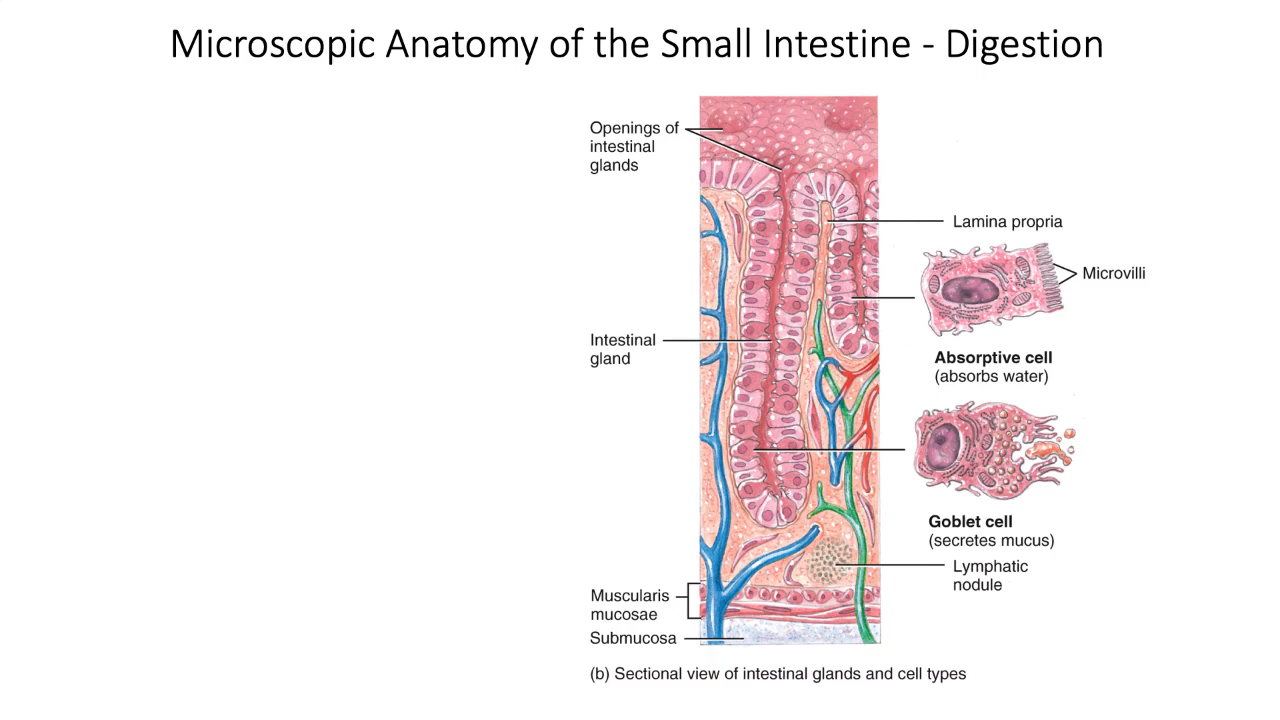 Microscopic Anatomy of the Small Intestine - Digestion
Openings of
intestinal
glands
Lamina propria
Microvilli
Intestinal
gland
Absorptive cell
(absorbs water)
Goblet cell
(secretes mucus)
Lymphatic
nodule
Muscularis
mucosae
Submucosa
(b) Sectional view of intestinal glands and cell types